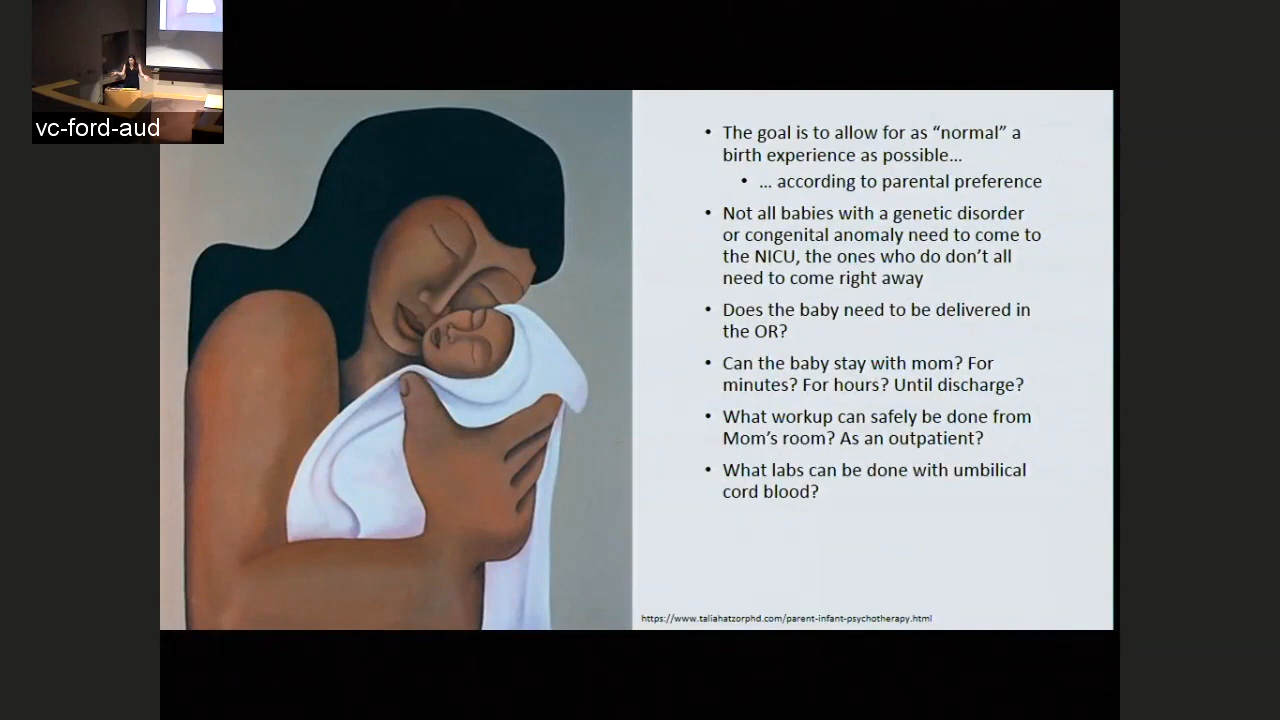 vc-ford-aud
• The goal is to allow for as “normal” a
birth experience as possible…
• … according to parental preference
• Not all babies with a genetic disorder
or congenital anomaly need to come to
the NICU, the ones who do don’t all
need to come right away
• Does the baby need to be delivered in
the OR?
• Can the baby stay with mom? For
minutes? For hours? Until discharge?
• What workup can safely be done from
Mom’s room? As an outpatient?
• What labs can be done with umbilical
cord blood?
https://www.taliahatzorphd.com/parent-infant-psychotherapy.html